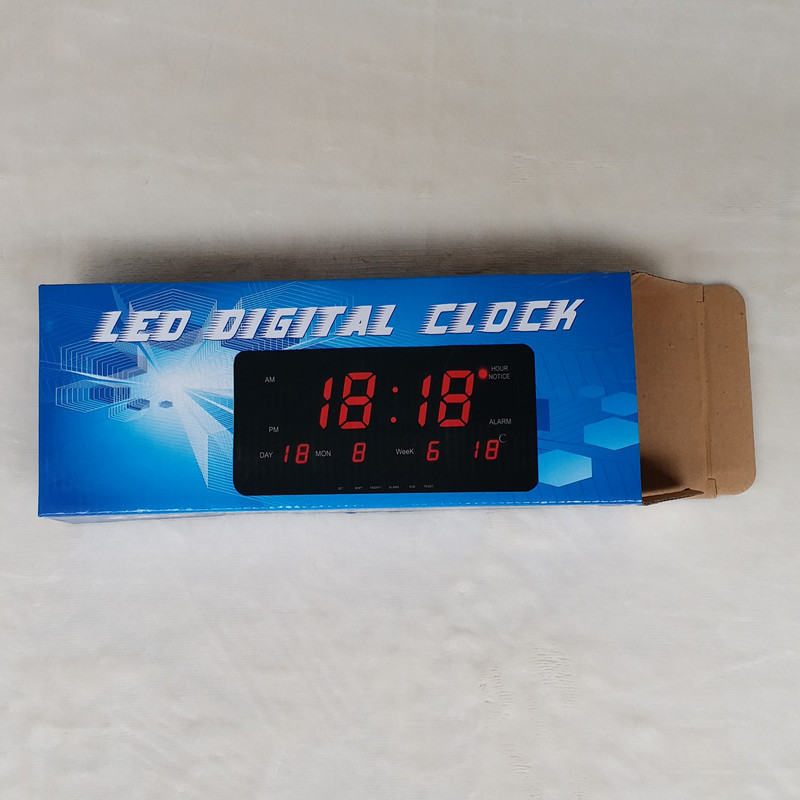 LED DIGITAL CLOCK
AM
18:18
HOUR
NOTICE
PM
ALARM
DAY 18 MON 8 WeeK 6 18 C